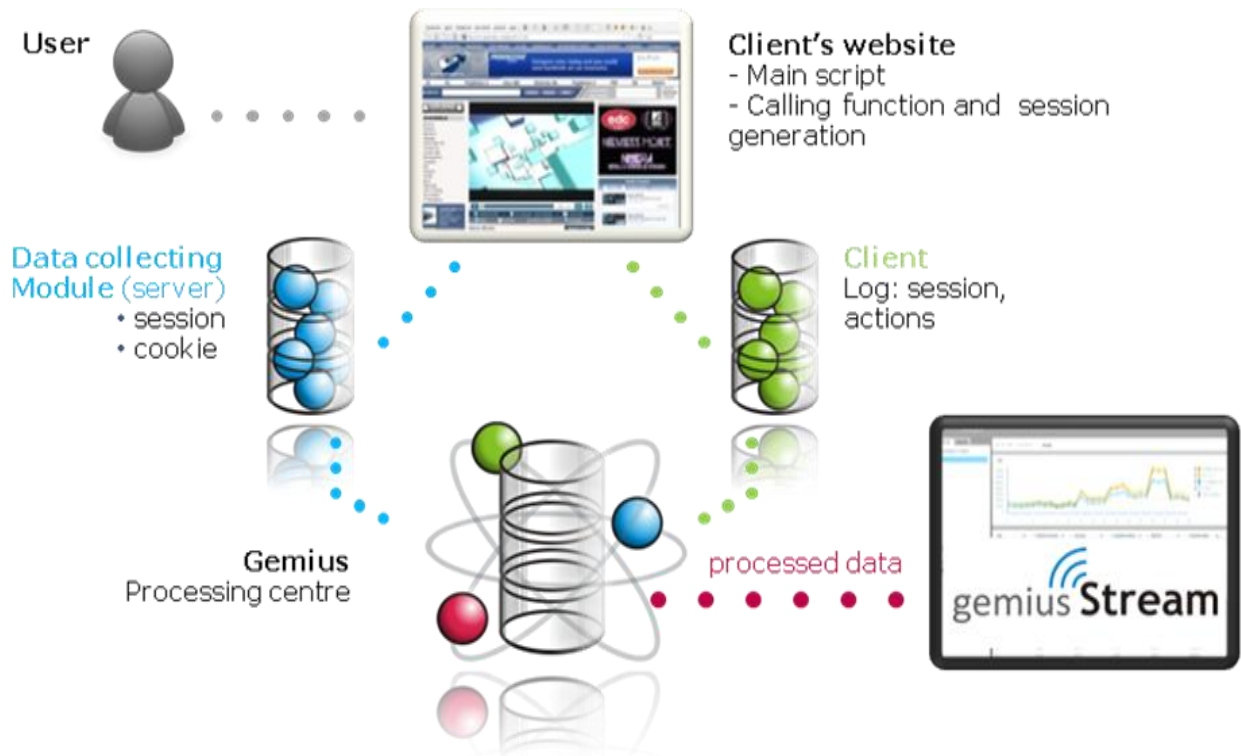 User
Client's website
- Main script
- Calling function and session
generation
edc
Data collecting
Module (server)
• session
• cookie
Client
Log: session,
actions
Gemius
Processing centre
processed data
gemius Stream